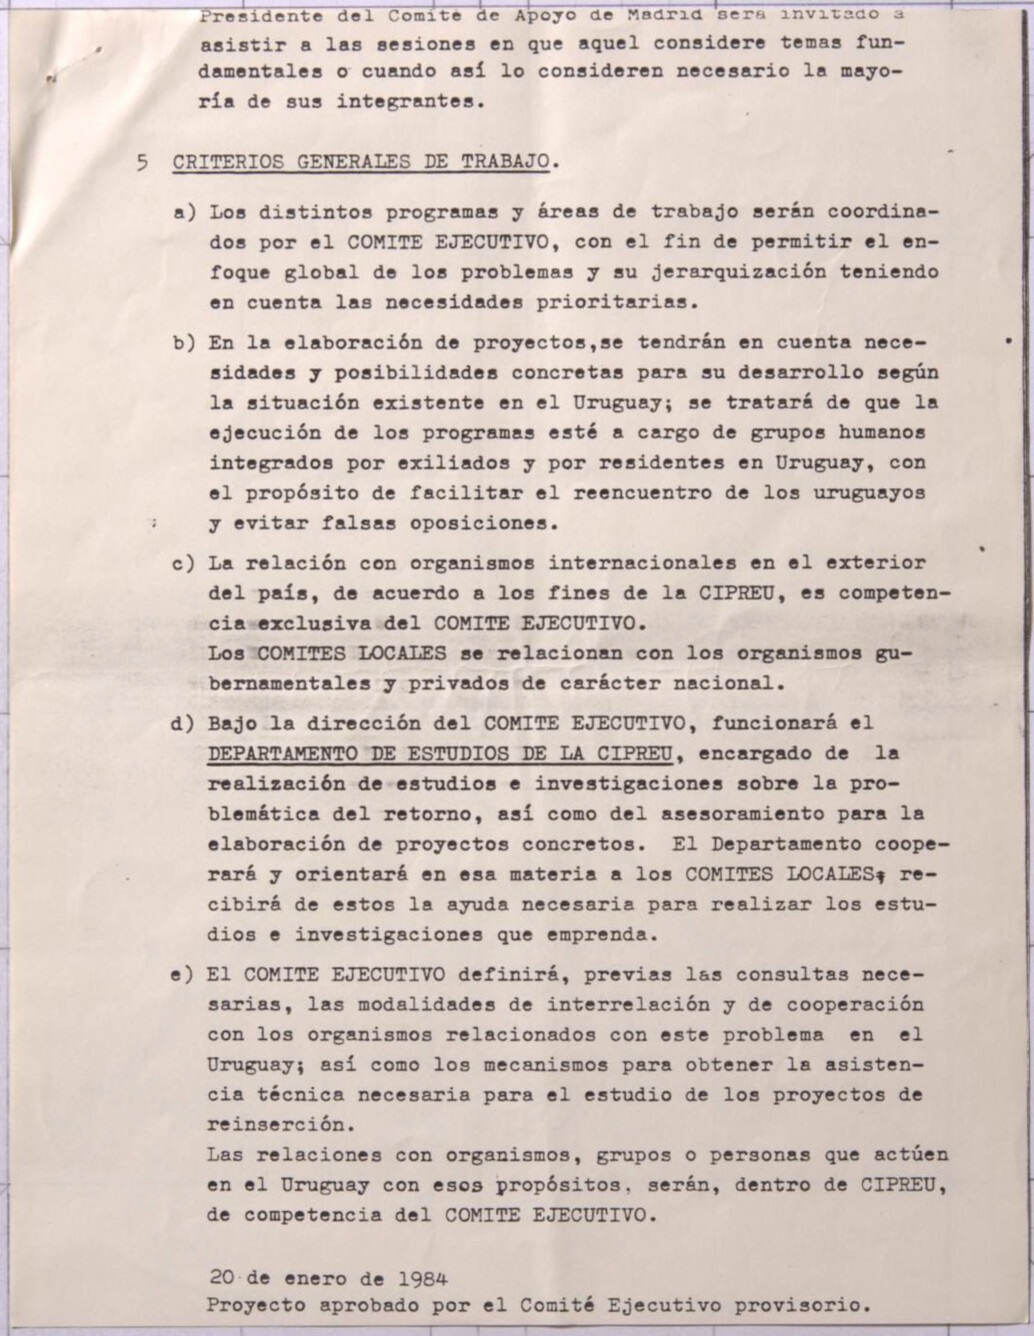 Presidente del Comité de Apoyo de Madrid será invitado a
asistir a las sesiones en que aquel considere temas fun-
damentales o cuando así lo consideren necesario la mayo-
ría de sus integrantes.
5 CRITERIOS GENERALES DE TRABAJO.
a) Los distintos programas y áreas de trabajo serán coordina-
dos por el COMITE EJECUTIVO, con el fin de permitir el en-
foque global de los problemas y su jerarquización teniendo
en cuenta las necesidades prioritarias.
b) En la elaboración de proyectos,se tendrán en cuenta nece-
sidades y posibilidades concretas para su desarrollo según
la situación existente en el Uruguay; se tratará de que la
ejecución de los programas esté a cargo de grupos humanos
integrados por exiliados y por residentes en Uruguay, con
el propósito de facilitar el reencuentro de los uruguayos
y evitar falsas oposiciones.
c) La relación con organismos internacionales en el exterior
del país, de acuerdo a los fines de la CIPREU, es competen-
cia exclusiva del COMITE EJECUTIVO.
Los COMITES LOCALES se relacionan con los organismos gu-
bernamentales y privados de carácter nacional.
d) Bajo la dirección del COMITE EJECUTIVO, funcionará el
DEPARTAMENTO DE ESTUDIOS DE LA CIPREU, encargado de la
realización de estudios e investigaciones sobre la pro-
blemática del retorno, así como del asesoramiento para la
elaboración de proyectos concretos. El Departamento coope-
rará y orientará en esa materia a los COMITES LOCALES; re-
cibirá de estos la ayuda necesaria para realizar los estu-
dios e investigaciones que emprenda.
e) El COMITE EJECUTIVO definirá, previas las consultas nece-
sarias, las modalidades de interrelación y de cooperación
con los organismos relacionados con este problema en el
Uruguay; así como los mecanismos para obtener la asisten-
cia técnica necesaria para el estudio de los proyectos de
reinserción.
Las relaciones con organismos, grupos o personas que actúen
en el Uruguay con esos propósitos, serán, dentro de CIPREU,
de competencia del COMITE EJECUTIVO.
20 de enero de 1984
Proyecto aprobado por el Comité Ejecutivo provisorio.